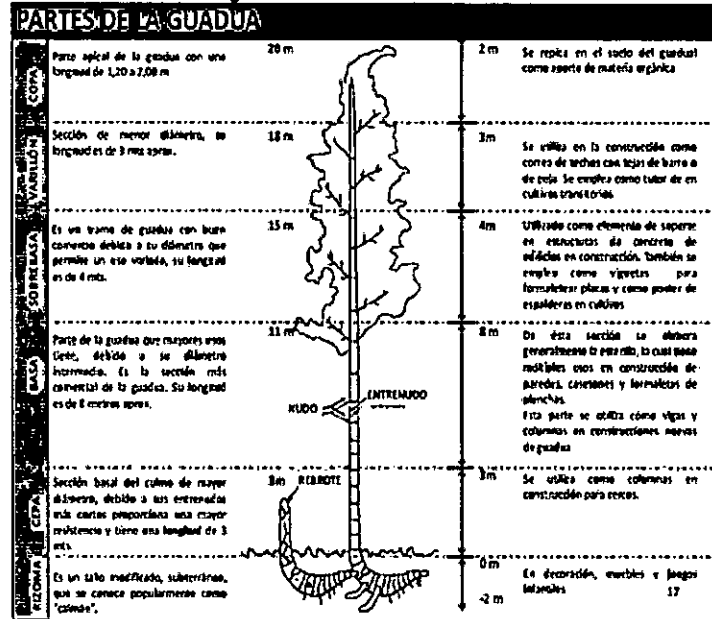 PARTES DE LA GUADUA
COPA
Parte apical de la guadua con una
longitud de 1,20 a 2,00 m
20 m
2 m
Se repica en el suelo del guadual
como aporte de materia orgánica
VARILLÓN
Sección de menor diámetro, su
longitud es de 3 mts aprox.
18 m
3m
Se utiliza en la construcción como
correa de techos con tejas de barro o
de paja. Se emplea como tutor de en
cultivos transitorios
SOBREBASA
Es un tramo de guadua con buen
comercio debido a su diámetro que
permite un uso variado, su longitud
es de 4 mts.
15 m
4m
Utilizado como elemento de soporte
en estructuras de concreto de
edificios en construcción. También se
emplea como viguetas para
formaletear placas y como postes de
espalderas en cultivos
BASA
Parte de la guadua que mayores usos
tiene, debido a su diámetro
intermedio. Es la sección más
comercial de la guadua. Su longitud
es de 8 metros aprox.
11 m
8 m
De ésta sección se elabora
generalmente la esterilla, la cual tiene
múltiples usos en construcción de
paredes, casetones y formaletas de
planchas.
Esta parte se utiliza cómo vigas y
columnas en construcciones nuevas
de guadua
NUDO
ENTRENUDO
CEPA
Sección basal del culmo de mayor
diámetro, debido a sus entrenudos
más cortos proporciona una mayor
resistencia y tiene una longitud de 3
mts
3m
REBROTE
3m
Se utiliza como columnas en
construcción para cercos.
RIZOMA
Es un tallo modificado, subterráneo,
que se conoce popularmente como
"caimán".
0 m
-2 m
En decoración, muebles y juegos
infantiles
17